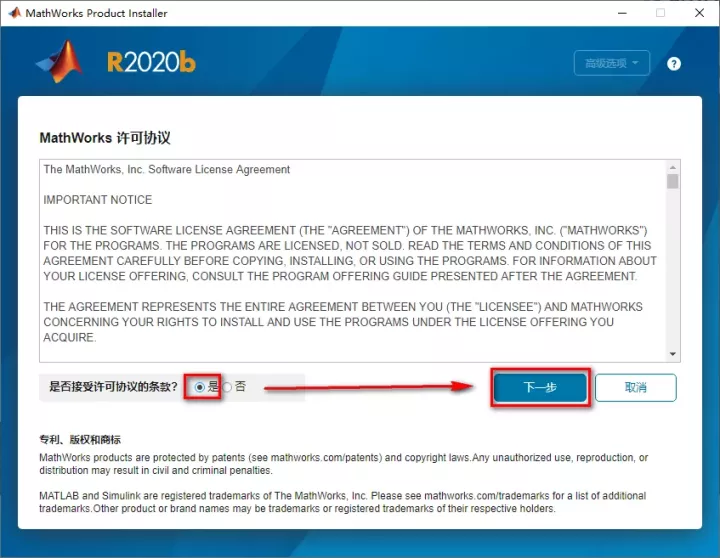 MathWorks Product Installer
R2020b
高级选项
?
MathWorks 许可协议
The MathWorks, Inc. Software License Agreement
IMPORTANT NOTICE
THIS IS THE SOFTWARE LICENSE AGREEMENT (THE "AGREEMENT") OF THE MATHWORKS, INC. ("MATHWORKS")
FOR THE PROGRAMS. THE PROGRAMS ARE LICENSED, NOT SOLD. READ THE TERMS AND CONDITIONS OF THIS
AGREEMENT CAREFULLY BEFORE COPYING, INSTALLING, OR USING THE PROGRAMS. FOR INFORMATION ABOUT
YOUR LICENSE OFFERING, CONSULT THE PROGRAM OFFERING GUIDE PRESENTED AFTER THE AGREEMENT.
THE AGREEMENT REPRESENTS THE ENTIRE AGREEMENT BETWEEN YOU (THE "LICENSEE") AND MATHWORKS
CONCERNING YOUR RIGHTS TO INSTALL AND USE THE PROGRAMS UNDER THE LICENSE OFFERING YOU
ACQUIRE.
是否接受许可协议的条款? 是 否 下一步 取消
专利、版权和商标
MathWorks products are protected by patents (see mathworks.com/patents) and copyright laws.Any unauthorized use, reproduction, or
distribution may result in civil and criminal penalties.
MATLAB and Simulink are registered trademarks of The MathWorks, Inc. Please see mathworks.com/trademarks for a list of additional
trademarks.Other product or brand names may be trademarks or registered trademarks of their respective holders.